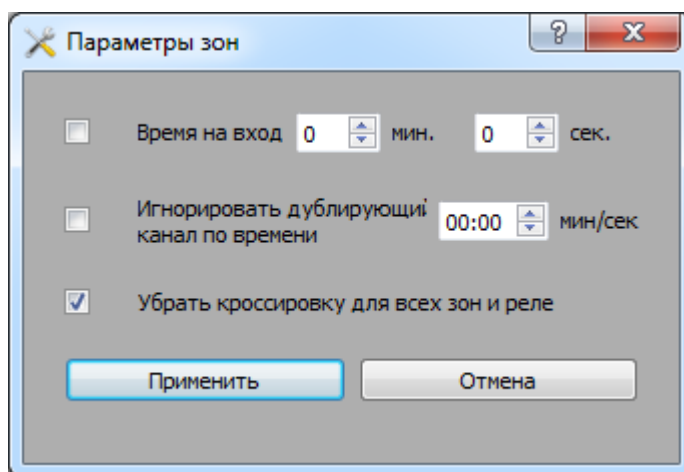 Параметры зон
Время на вход 0 мин. 0 сек.
Игнорировать дублирующий
канал по времени 00:00 мин/сек
Убрать кроссировку для всех зон и реле
Применить Отмена